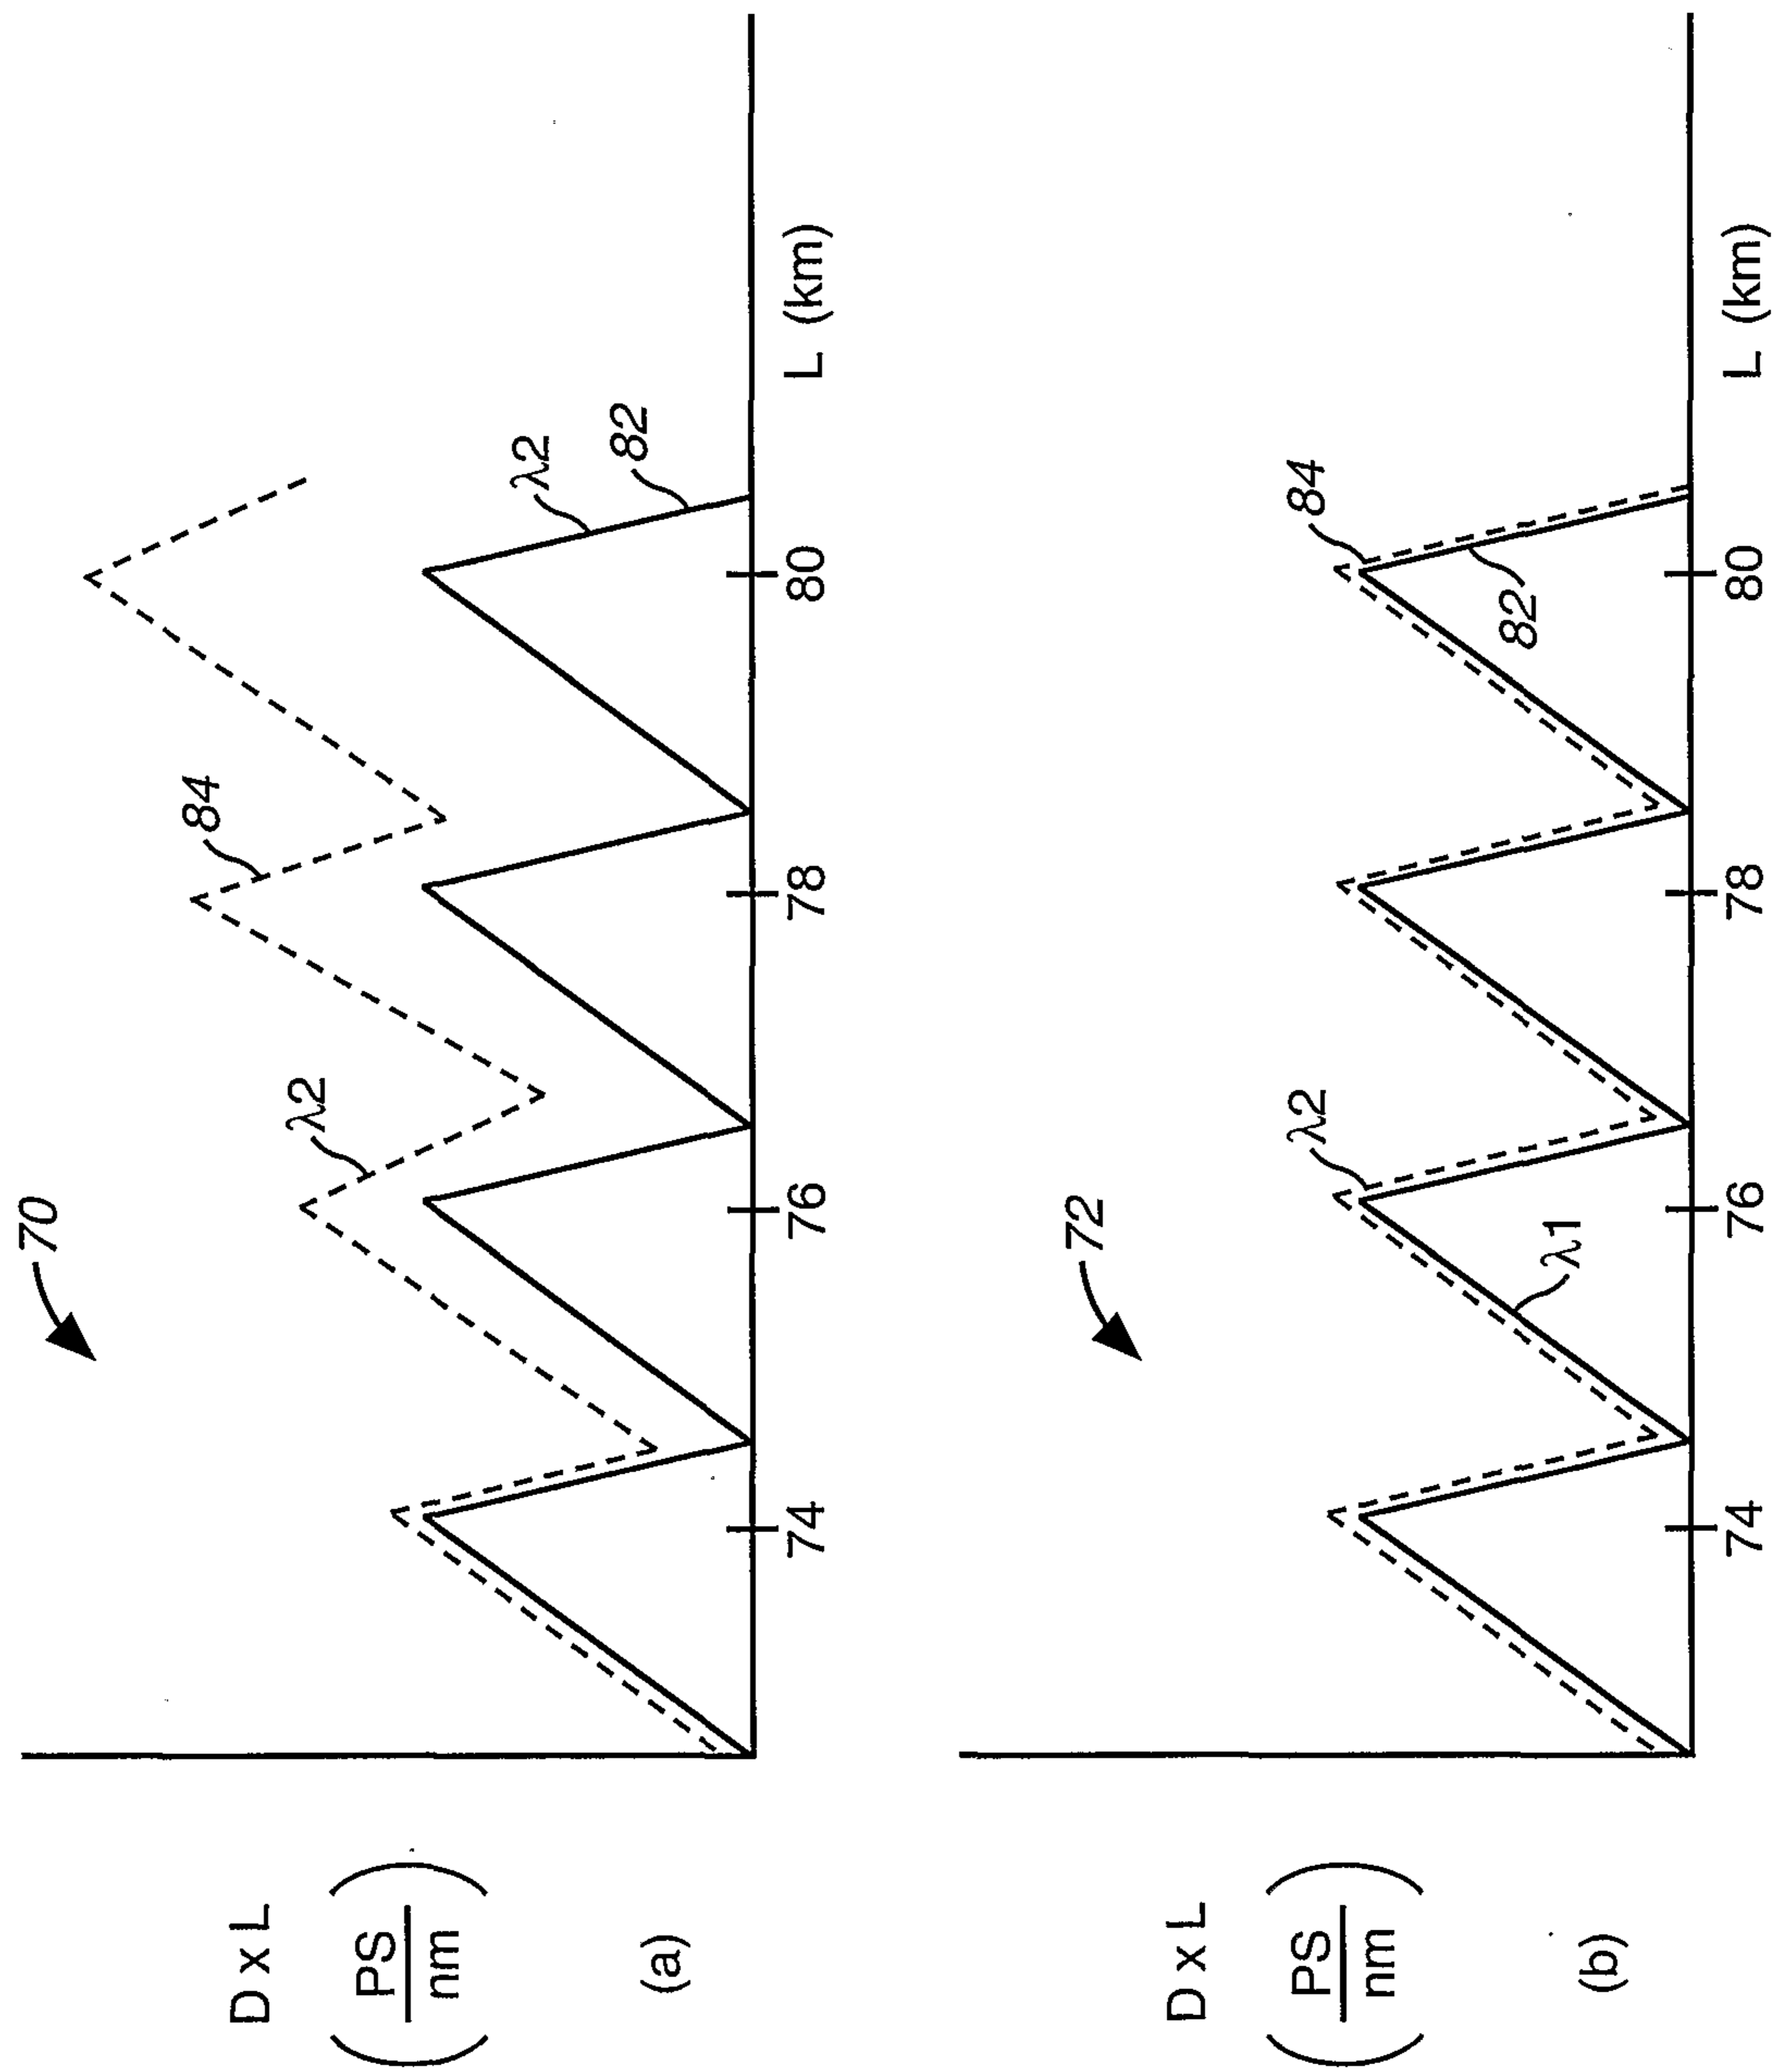 70
D x L
( PS / nm )
(a)
λ2
84
λ2
82
74
76
78
80
L (km)
72
D x L
( PS / nm )
(b)
λ2
84
λ1
82
74
76
78
80
L (km)